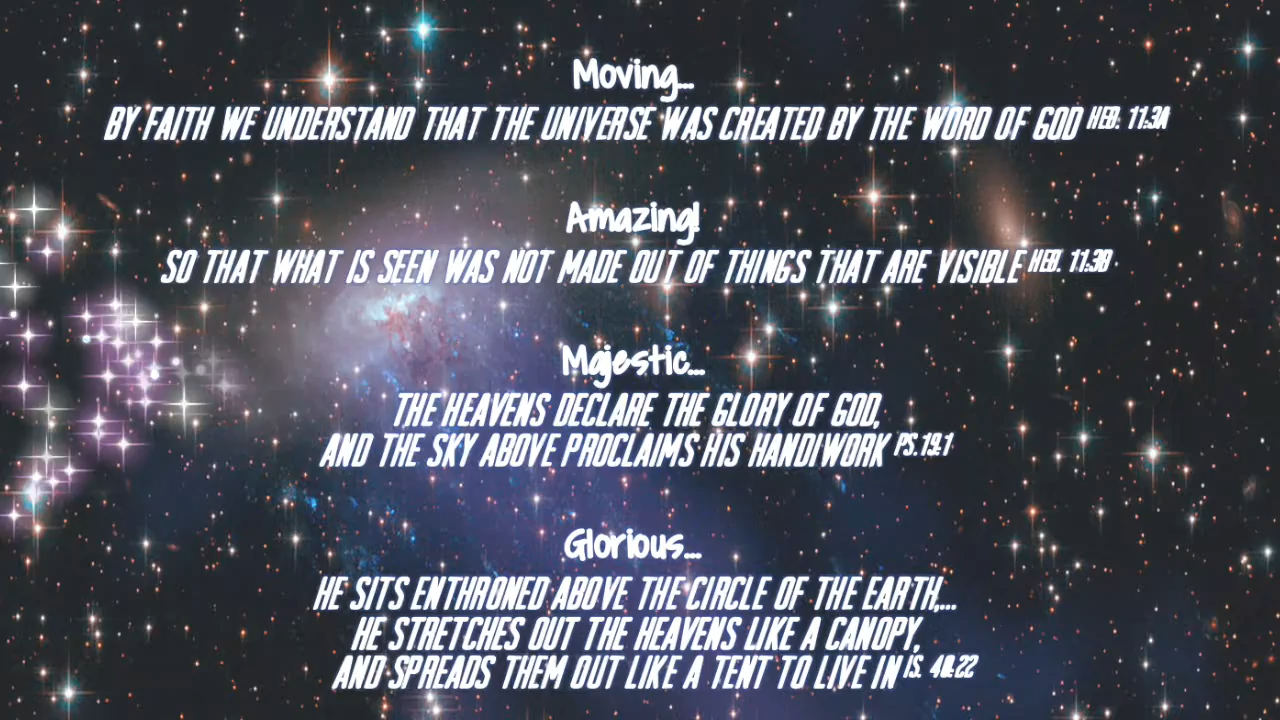 Moving...
BY FAITH WE UNDERSTAND THAT THE UNIVERSE WAS CREATED BY THE WORD OF GOD HEB. 11:3A
Amazing!
SO THAT WHAT IS SEEN WAS NOT MADE OUT OF THINGS THAT ARE VISIBLE HEB. 11:3B
Majestic...
THE HEAVENS DECLARE THE GLORY OF GOD,
AND THE SKY ABOVE PROCLAIMS HIS HANDIWORK PS. 19:1
Glorious...
HE SITS ENTHRONED ABOVE THE CIRCLE OF THE EARTH,...
HE STRETCHES OUT THE HEAVENS LIKE A CANOPY,
AND SPREADS THEM OUT LIKE A TENT TO LIVE IN IS. 40:22